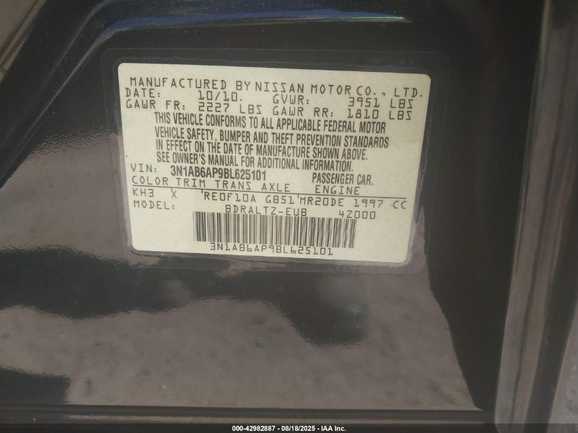 MANUFACTURED BY NISSAN MOTOR CO., LTD.
DATE: 10/10. GVWR: 3951 LBS
GAWR FR: 2227 LBS GAWR RR: 1810 LBS
THIS VEHICLE CONFORMS TO ALL APPLICABLE FEDERAL MOTOR
VEHICLE SAFETY, BUMPER AND THEFT PREVENTION STANDARDS
IN EFFECT ON THE DATE OF MANUFACTURE SHOWN ABOVE.
SEE OWNER'S MANUAL FOR ADDITIONAL INFORMATION.
VIN: 3N1AB6AP9BL625101 PASSENGER CAR.
COLOR TRIM TRANS AXLE ENGINE
KH3 X RE0F10A GB51 MR20DE 1997 CC
MODEL: BDRALTZ-EUB 42000
3N1AB6AP9BL625101
000-42982887 - 08/18/2025 - IAA Inc.